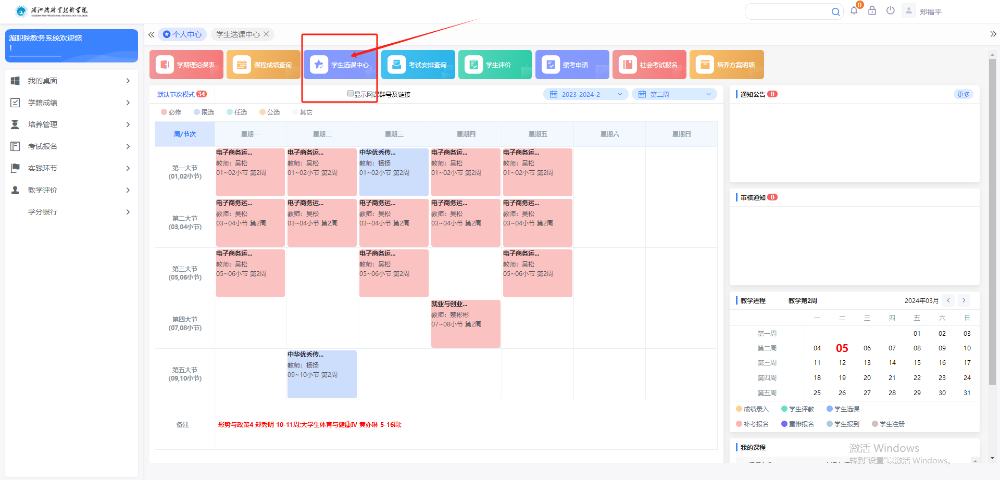 湄洲湾职业技术学院
MEIZHOUWAN VOCATIONAL TECHNOLOGY COLLEGE
0
郑福平
湄职院教务系统欢迎您
!
我的桌面
学籍成绩
培养管理
考试报名
实践环节
教学评价
学分银行
个人中心
学生选课中心
学期理论课表
课程成绩查询
学生选课中心
考试安排查询
学生评价
缓考申请
社会考试报名
培养方案明细
默认节次模式 34
显示网课群号及链接
2023-2024-2
第二周
必修 限选 任选 公选 其它
周/节次 星期一 星期二 星期三 星期四 星期五 星期六 星期日
第一大节
(01,02小节)
电子商务运...
教师：吴松
01~02小节 第2周
电子商务运...
教师：吴松
01~02小节 第2周
中华优秀传...
教师：杨扬
01~02小节 第2周
电子商务运...
教师：吴松
01~02小节 第2周
电子商务运...
教师：吴松
01~02小节 第2周
第二大节
(03,04小节)
电子商务运...
教师：吴松
03~04小节 第2周
电子商务运...
教师：吴松
03~04小节 第2周
电子商务运...
教师：吴松
03~04小节 第2周
电子商务运...
教师：吴松
03~04小节 第2周
电子商务运...
教师：吴松
03~04小节 第2周
第三大节
(05,06小节)
电子商务运...
教师：吴松
05~06小节 第2周
电子商务运...
教师：吴松
05~06小节 第2周
电子商务运...
教师：吴松
05~06小节 第2周
第四大节
(07,08小节)
就业与创业...
教师：蔡彬彬
07~08小节 第2周
第五大节
(09,10小节)
中华优秀传...
教师：杨扬
09~10小节 第2周
备注
形势与政策4 郑秀明 10-11周;大学生体育与健康IV 黄亦琳 5-16周;
通知公告 0
更多
审核通知 0
教学进程 教学第2周 2024年03月
一 二 三 四 五 六 日
第一周 01 02 03
第二周 04 05 06 07 08 09 10
第三周 11 12 13 14 15 16 17
第四周 18 19 20 21 22 23 24
第五周 25 26 27 28 29 30 31
成绩录入 学生评教 学生选课
补考报名 重修报名 学生报到 学生注册
我的课程
激活 Windows
转到"设置"以激活 Windows。